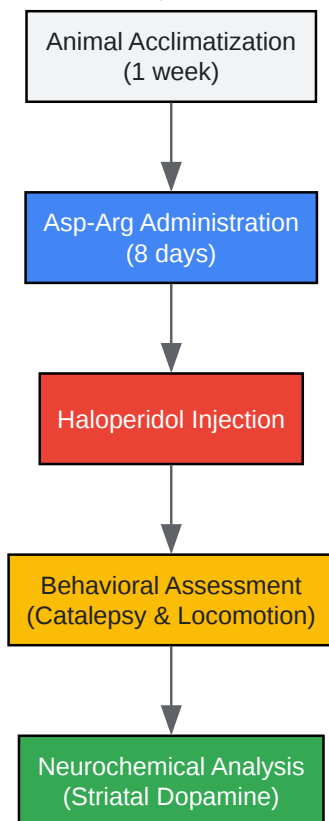 Animal Acclimatization
(1 week)
Asp-Arg Administration
(8 days)
Haloperidol Injection
Behavioral Assessment
(Catalepsy & Locomotion)
Neurochemical Analysis
(Striatal Dopamine)